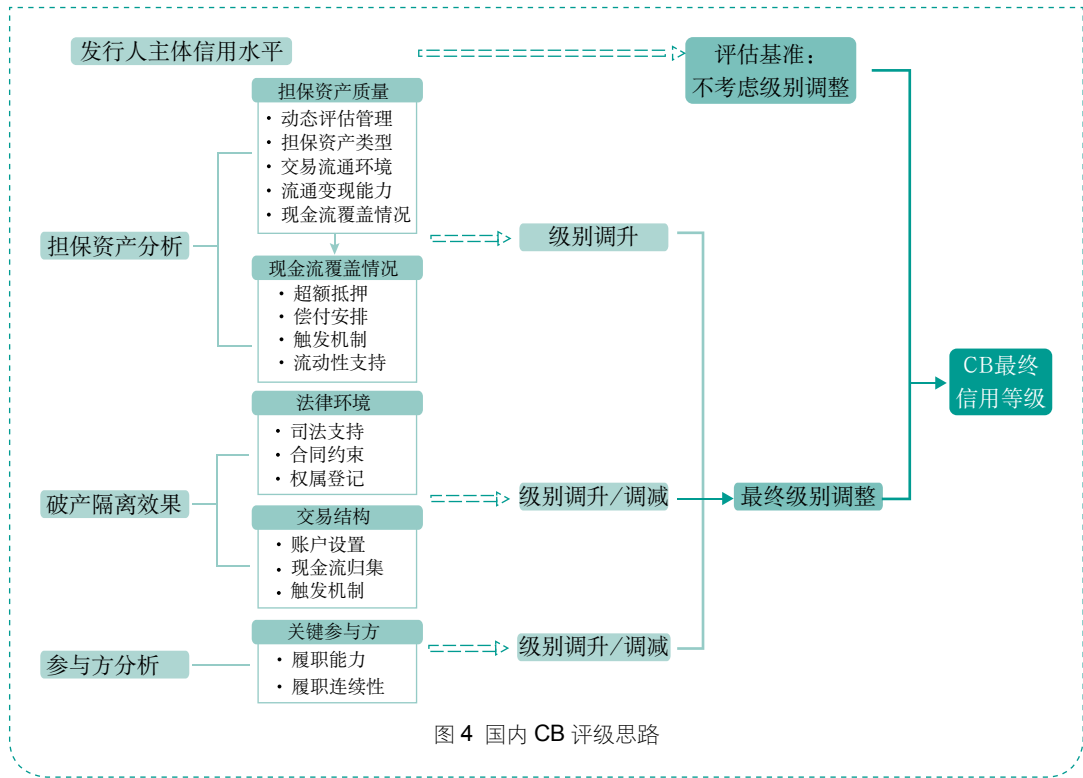 发行人主体信用水平
评估基准：
不考虑级别调整
担保资产分析
担保资产质量
· 动态评估管理
· 担保资产类型
· 交易流通环境
· 流通变现能力
· 现金流覆盖情况
现金流覆盖情况
· 超额抵押
· 偿付安排
· 触发机制
· 流动性支持
级别调升
破产隔离效果
法律环境
· 司法支持
· 合同约束
· 权属登记
交易结构
· 账户设置
· 现金流归集
· 触发机制
级别调升/调减
最终级别调整
参与方分析
关键参与方
· 履职能力
· 履职连续性
级别调升/调减
CB最终
信用等级
图 4 国内 CB 评级思路